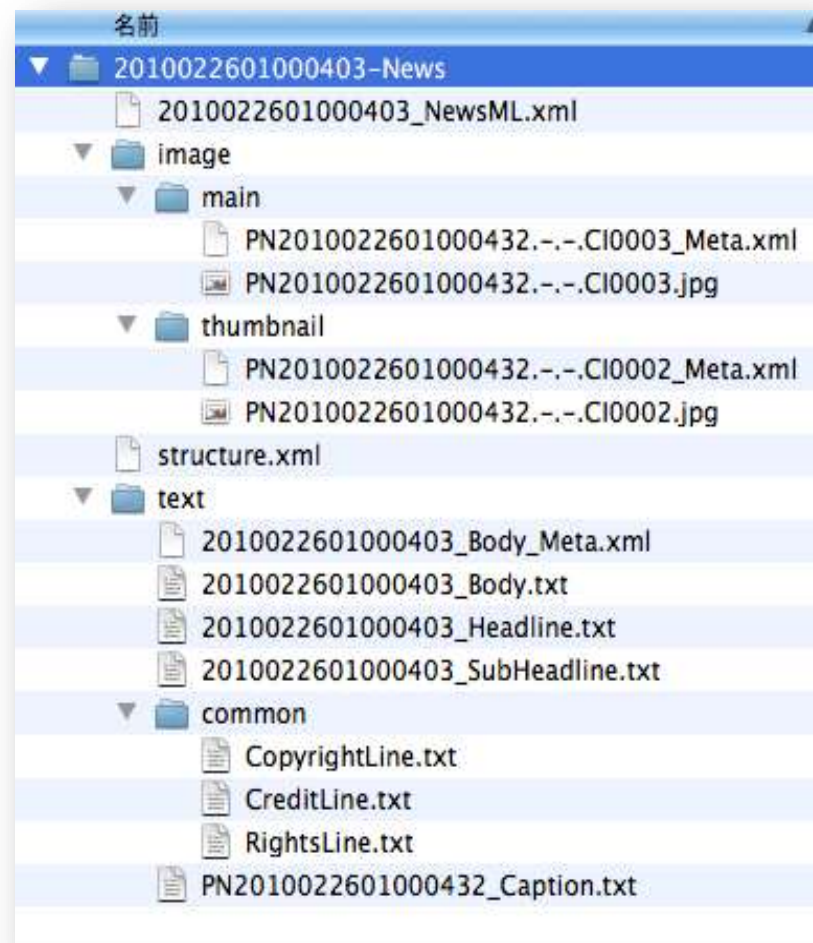 名前
2010022601000403-News
2010022601000403_NewsML.xml
image
main
PN2010022601000432.-.-.CI0003_Meta.xml
PN2010022601000432.-.-.CI0003.jpg
thumbnail
PN2010022601000432.-.-.CI0002_Meta.xml
PN2010022601000432.-.-.CI0002.jpg
structure.xml
text
2010022601000403_Body_Meta.xml
2010022601000403_Body.txt
2010022601000403_Headline.txt
2010022601000403_SubHeadline.txt
common
CopyrightLine.txt
CreditLine.txt
RightsLine.txt
PN2010022601000432_Caption.txt